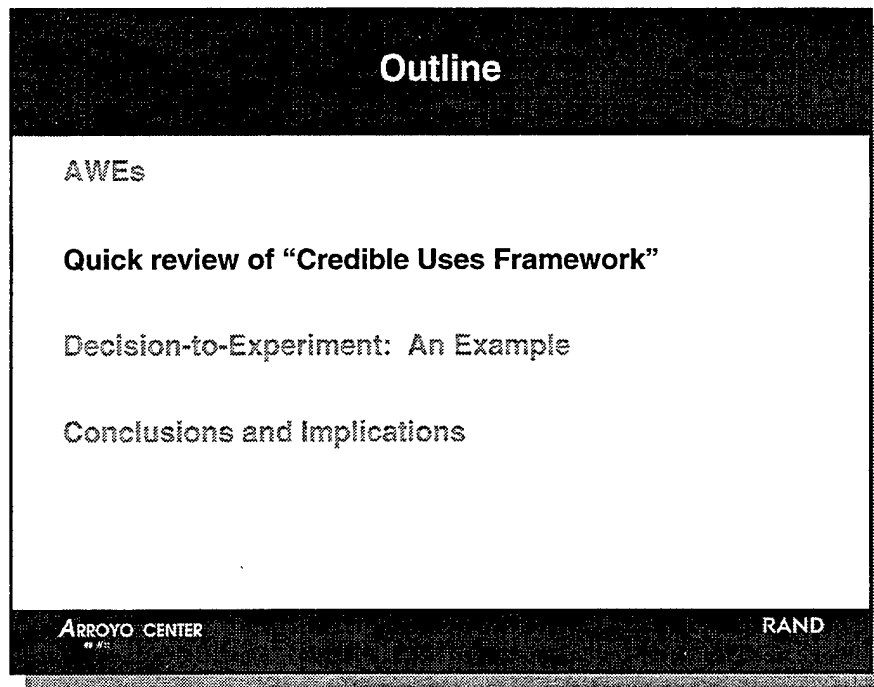 Outline
AWEs
Quick review of “Credible Uses Framework”
Decision-to-Experiment: An Example
Conclusions and Implications
ARROYO CENTER
RAND